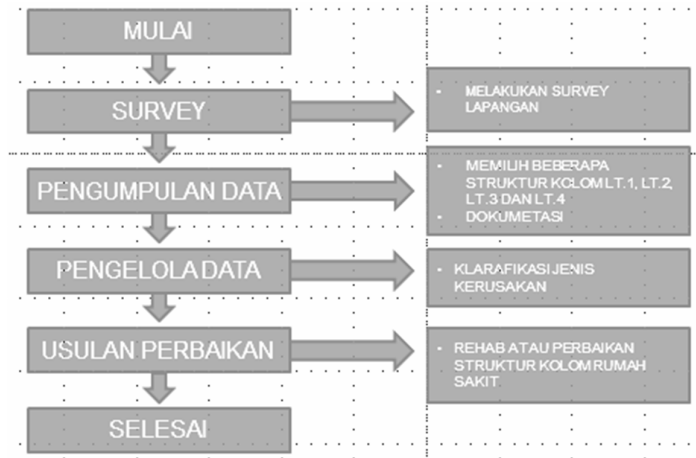 MULAI
SURVEY
• MELAKUKAN SURVEY
LAPANGAN
PENGUMPULAN DATA
• MEMILIH BEBERAPA
STRUKTUR KOLOM LT.1, LT.2,
LT.3 DAN LT.4
• DOKUMETASI
PENGELOLA DATA
• KLARAFIKASI JENIS
KERUSAKAN
USULAN PERBAIKAN
• REHAB ATAU PERBAIKAN
STRUKTUR KOLOM RUMAH
SAKIT
SELESAI